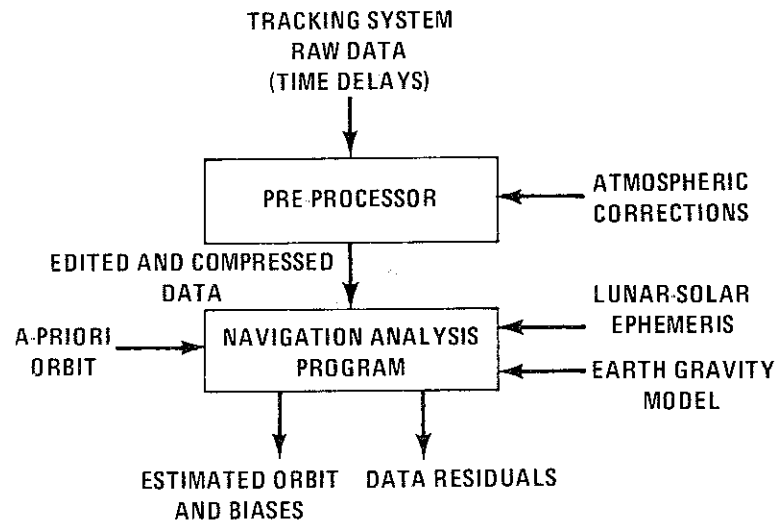 TRACKING SYSTEM
RAW DATA
(TIME DELAYS)
PRE-PROCESSOR
ATMOSPHERIC
CORRECTIONS
EDITED AND COMPRESSED
DATA
LUNAR-SOLAR
EPHEMERIS
A-PRIORI
ORBIT
NAVIGATION ANALYSIS
PROGRAM
EARTH GRAVITY
MODEL
ESTIMATED ORBIT
AND BIASES
DATA RESIDUALS